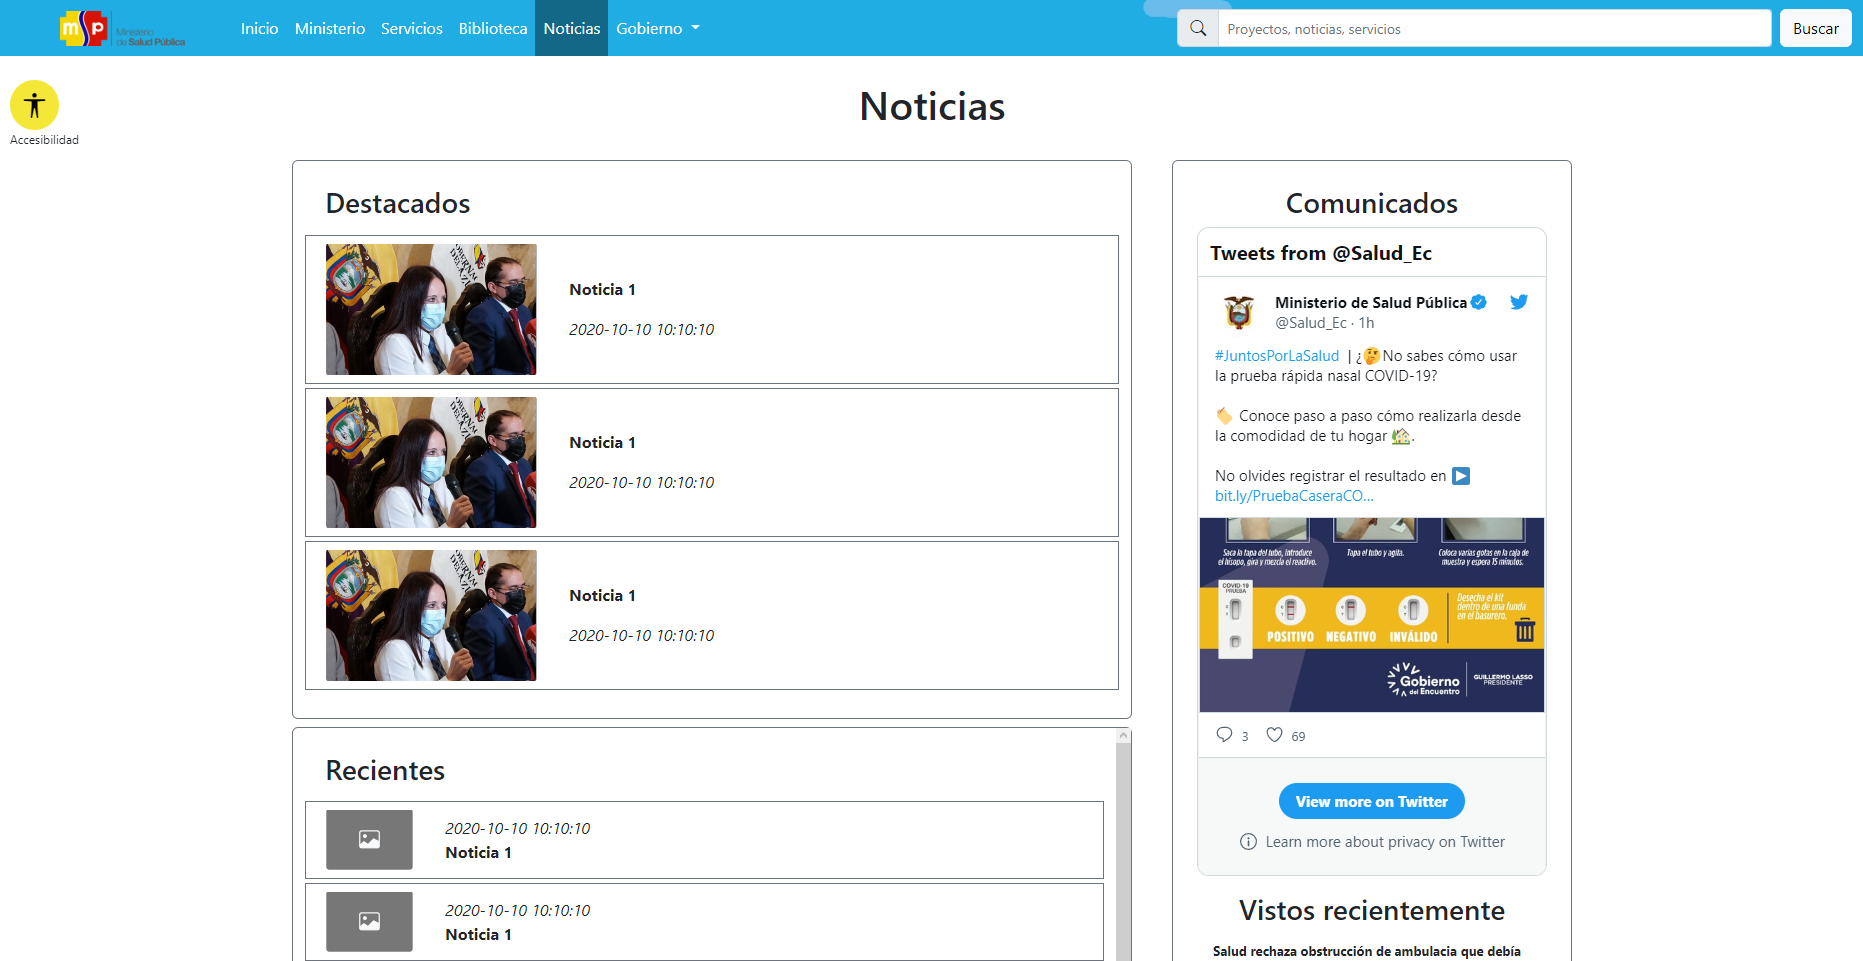 msp
Ministerio
de Salud Pública
Inicio
Ministerio
Servicios
Biblioteca
Noticias
Gobierno
Proyectos, noticias, servicios
Buscar
Accesibilidad
Noticias
Destacados
Noticia 1
2020-10-10 10:10:10
Noticia 1
2020-10-10 10:10:10
Noticia 1
2020-10-10 10:10:10
Recientes
2020-10-10 10:10:10
Noticia 1
2020-10-10 10:10:10
Noticia 1
Comunicados
Tweets from @Salud_Ec
Ministerio de Salud Pública
@Salud_Ec · 1h
#JuntosPorLaSalud | ¿🤔No sabes cómo usar
la prueba rápida nasal COVID-19?
Conoce paso a paso cómo realizarla desde
la comodidad de tu hogar 🏡.
No olvides registrar el resultado en ▶️
bit.ly/PruebaCaseraCO…
Saca la tapa del tubo, introduce
el hisopo, gira y mezcla el reactivo.
Tapa el tubo y agita.
Coloca varias gotas en la caja de
muestra y espera 15 minutos.
COVID-19
PRUEBA
POSITIVO
NEGATIVO
INVÁLIDO
Desecha el kit
dentro de una funda
en el basurero.
Gobierno
del Encuentro
GUILLERMO LASSO
PRESIDENTE
3
69
View more on Twitter
Learn more about privacy on Twitter
Vistos recientemente
Salud rechaza obstrucción de ambulacia que debía